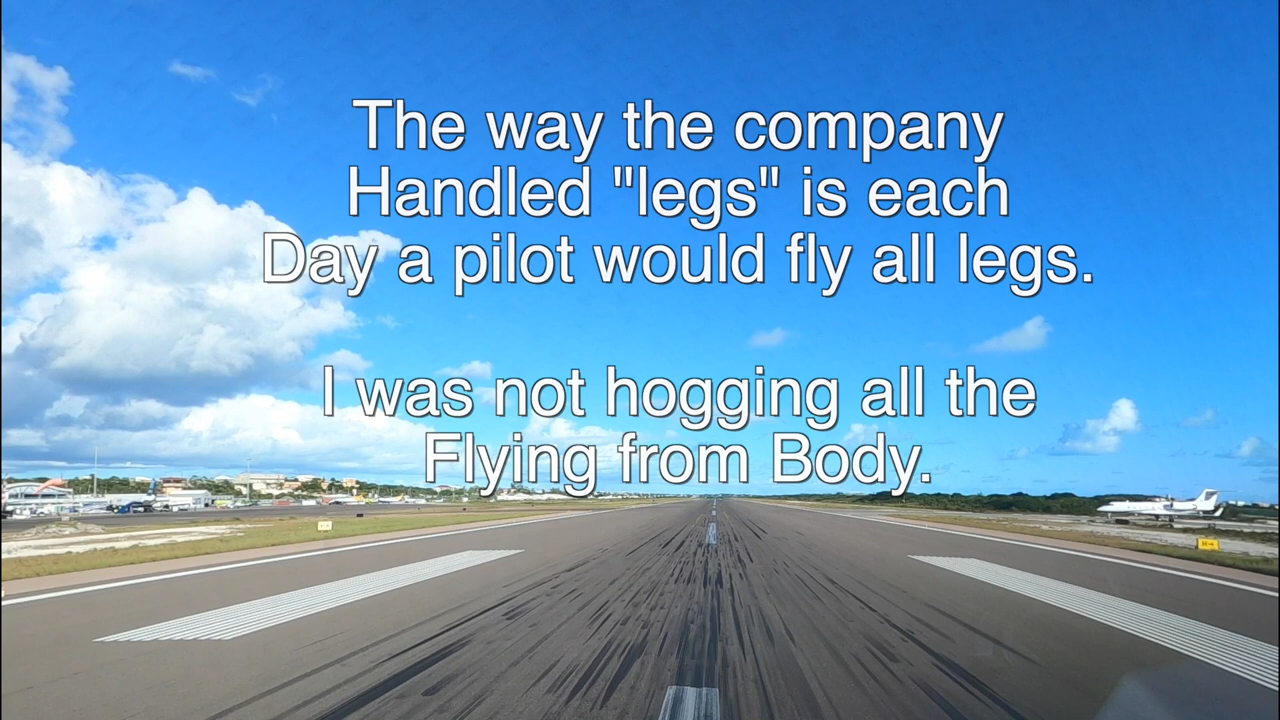 The way the company
Handled "legs" is each
Day a pilot would fly all legs.
I was not hogging all the
Flying from Body.